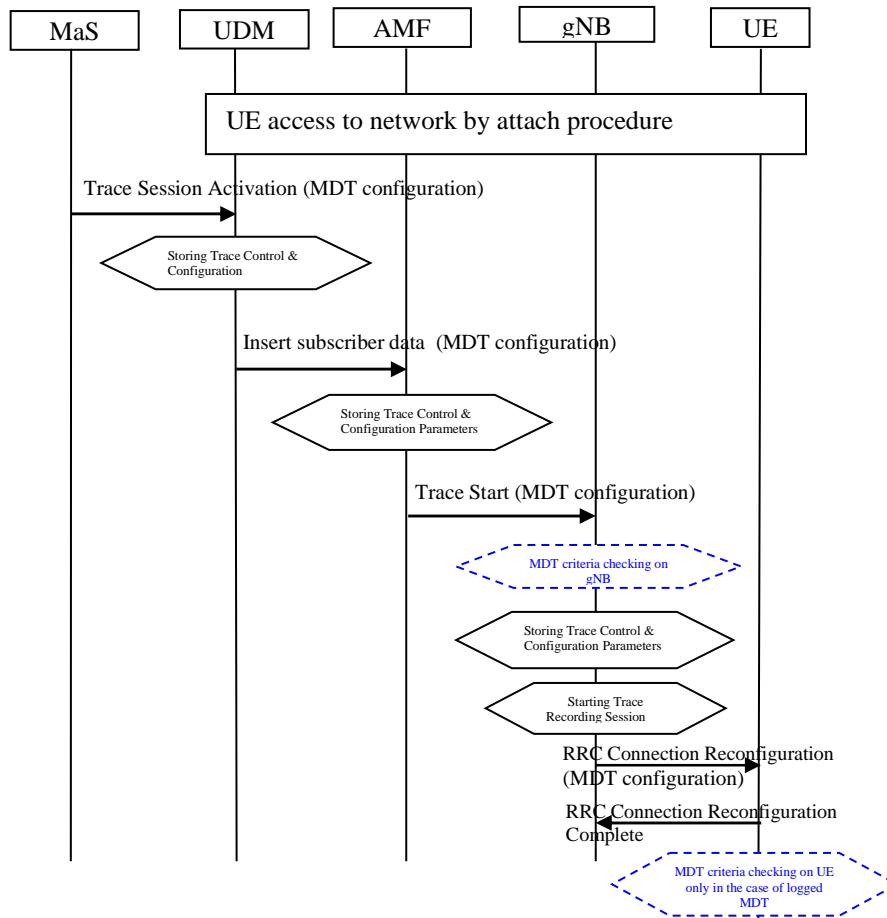 MaS
UDM
AMF
gNB
UE
UE access to network by attach procedure
Trace Session Activation (MDT configuration)
Storing Trace Control &
Configuration
Insert subscriber data (MDT configuration)
Storing Trace Control &
Configuration Parameters
Trace Start (MDT configuration)
MDT criteria checking on
gNB
Storing Trace Control &
Configuration Parameters
Starting Trace
Recording Session
RRC Connection Reconfiguration
(MDT configuration)
RRC Connection Reconfiguration
Complete
MDT criteria checking on UE
only in the case of logged
MDT